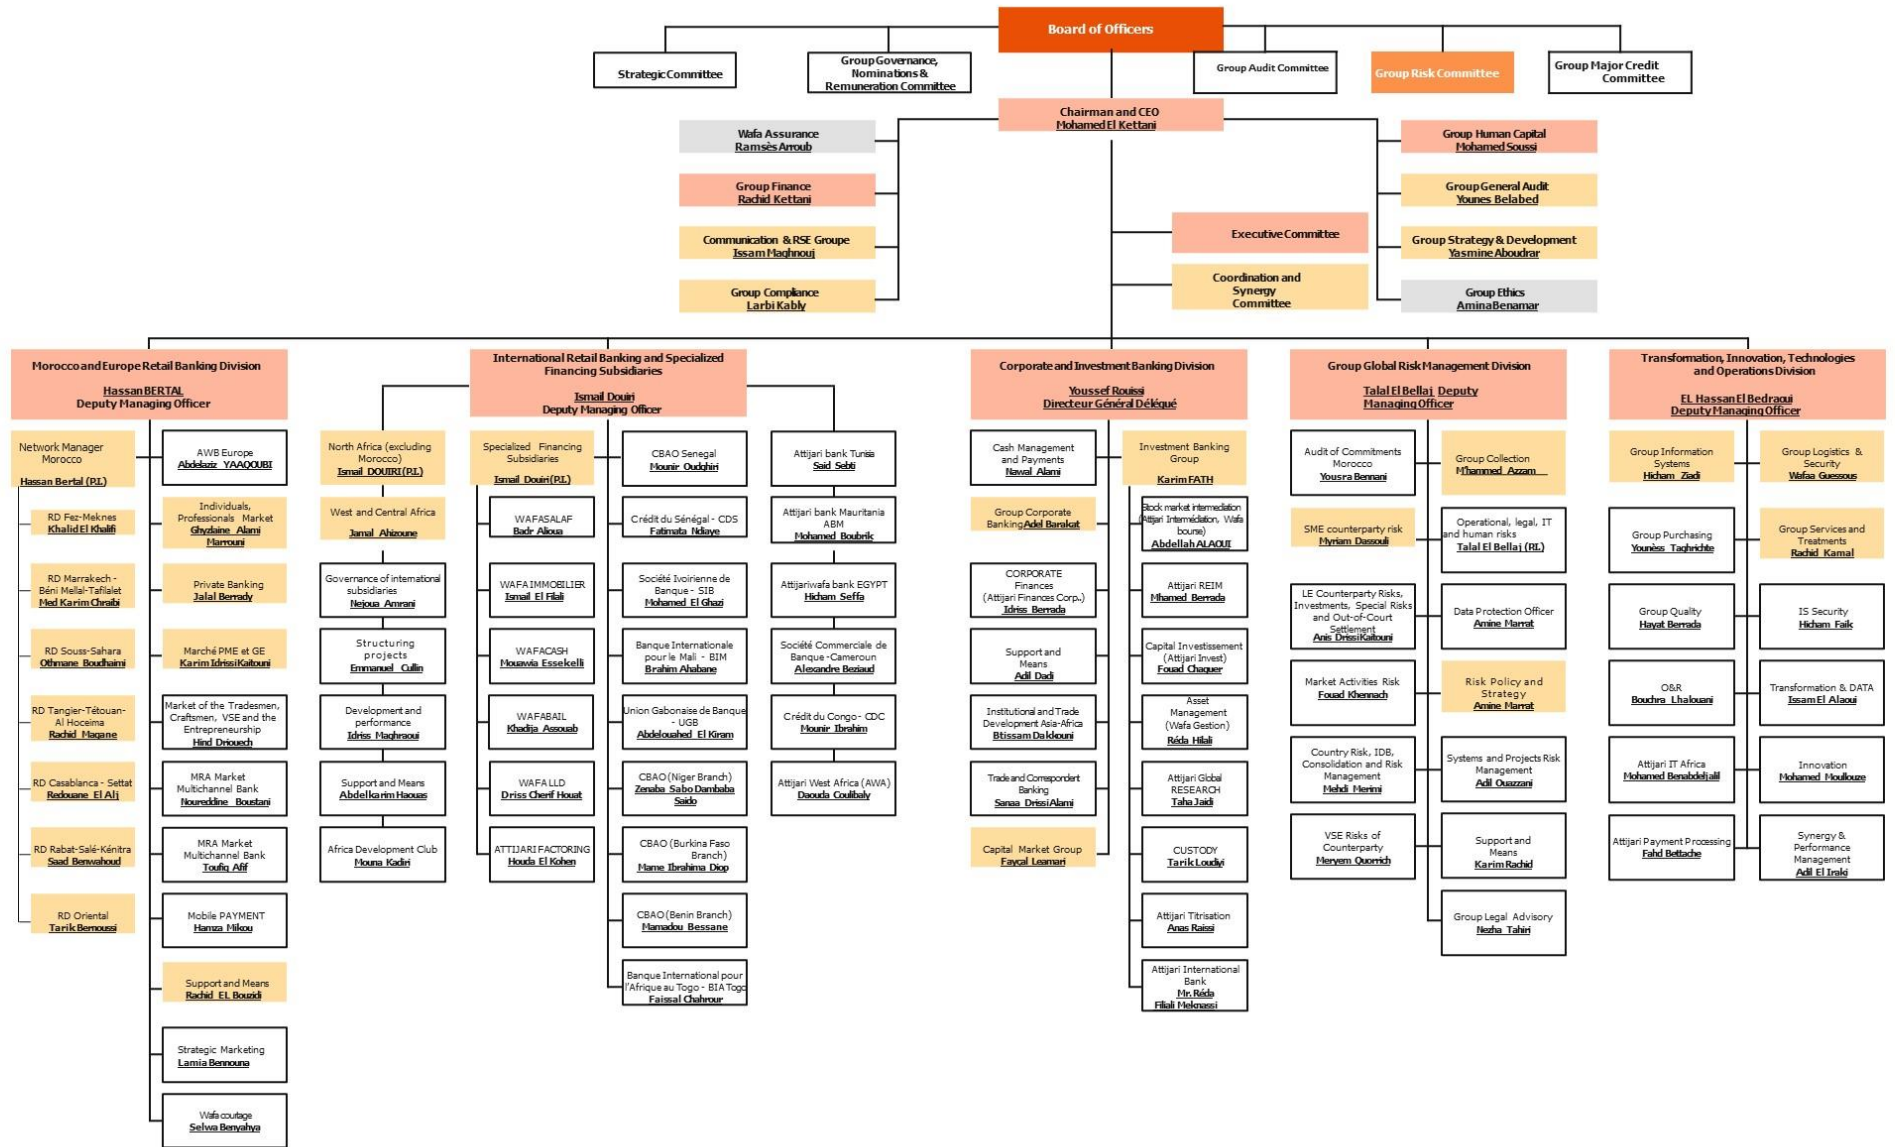 Board of Officers
Strategic Committee
Group Governance,
Nominations &
Remuneration Committee
Group Audit Committee
Group Risk Committee
Group Major Credit
Committee
Chairman and CEO
Mohamed El Kettani
Wafa Assurance
Ramsès Arroub
Group Finance
Rachid Kettani
Communication & RSE Groupe
Issam Maghnouj
Group Compliance
Larbi Kably
Group Human Capital
Mohamed Soussi
Group General Audit
Younes Belabed
Group Strategy & Development
Yasmine Aboudrar
Group Ethics
Amina Benamar
Executive Committee
Coordination and
Synergy
Committee
Morocco and Europe Retail Banking Division
Hassan BERTAL
Deputy Managing Officer
Network Manager
Morocco
Hassan Bertal (P.I.)
RD Fez-Meknes
Khalid El Khalifi
RD Marrakech -
Béni Mellal-Tafilalet
Med Karim Chraibi
RD Souss-Sahara
Othmane Boudhaimi
RD Tangier-Tétouan-
Al Hoceima
Rachid Magane
RD Casablanca - Settat
Redouane El Alj
RD Rabat-Salé-Kénitra
Saad Benwahoud
RD Oriental
Tarik Bernoussi
AWB Europe
Abdelaziz YAAQOUBI
Individuals,
Professionals Market
Ghyzlaine Alami
Marrouni
Private Banking
Jalal Berrady
Marché PME et GE
Karim Idrissi Kaitouni
Market of the Tradesmen,
Craftsmen, VSE and the
Entrepreneurship
Hind Driouech
MRA Market
Multichannel Bank
Noureddine Boustani
MRA Market
Multichannel Bank
Toufiq Afif
Mobile PAYMENT
Hamza Mikou
Support and Means
Rachid EL Bouzidi
Strategic Marketing
Lamia Bennouna
Wafa courtage
Selwa Benyahya
International Retail Banking and Specialized
Financing Subsidiaries
Ismail Douiri
Deputy Managing Officer
North Africa (excluding
Morocco)
Ismail DOUIRI (P.I.)
West and Central Africa
Jamal Ahizoune
Governance of international
subsidiaries
Nejoua Amrani
Structuring
projects
Emmanuel Cullin
Development and
performance
Idriss Maghraoui
Support and Means
Abdelkarim Haouas
Africa Development Club
Mouna Kadiri
Specialized Financing
Subsidiaries
Ismail Douiri (P.I.)
WAFASALAF
Badr Alioua
WAFA IMMOBILIER
Ismail El Filali
WAFACASH
Mouawia Essekelli
WAFABAIL
Khadija Assouab
WAFA LLD
Driss Cherif Houat
ATTIJARI FACTORING
Houda El Kohen
CBAO Senegal
Mounir Oudghiri
Crédit du Sénégal - CDS
Fatimata Ndiaye
Société Ivoirienne de
Banque - SIB
Mohamed El Ghazi
Banque Internationale
pour le Mali - BIM
Brahim Ahabane
Union Gabonaise de Banque
- UGB
Abdelouahed El Kiram
CBAO (Niger Branch)
Zenaba Sabo Dambaba
Saido
CBAO (Burkina Faso
Branch)
Mame Ibrahima Diop
CBAO (Benin Branch)
Mamadou Bessane
Banque International pour
l'Afrique au Togo - BIA Togo
Faissal Chahrour
Attijari bank Tunisia
Said Sebti
Attijari bank Mauritania
ABM
Mohamed Boubrik
Attijariwafa bank EGYPT
Hicham Seffa
Société Commerciale de
Banque -Cameroun
Alexandre Beziaud
Crédit du Congo - CDC
Mounir Ibrahim
Attijari West Africa (AWA)
Daouda Coulibaly
Corporate and Investment Banking Division
Youssef Rouissi
Directeur Général Délégué
Cash Management
and Payments
Nawal Alami
Group Corporate
Banking Adel Barakat
CORPORATE
Finances
(Attijari Finances Corp..)
Idriss Berrada
Support and
Means
Adil Dadi
Institutional and Trade
Development Asia-Africa
Btissam Dakkouni
Trade and Correspondent
Banking
Sanaa Drissi Alami
Capital Market Group
Fayçal Leamari
Investment Banking
Group
Karim FATH
Stock market intermediation
(Attijari Intermédiation, Wafa
bourse)
Abdellah ALAOUI
Attijari REIM
Mhamed Berrada
Capital Investissement
(Attijari Invest)
Fouad Chaquer
Asset
Management
(Wafa Gestion)
Réda Hilali
Attijari Global
RESEARCH
Taha Jaidi
CUSTODY
Tarik Loudiyi
Attijari Titrisation
Anas Raissi
Attijari International
Bank
Mr. Réda
Filiali Meknassi
Group Global Risk Management Division
Talal El Bellaj Deputy
Managing Officer
Audit of Commitments
Morocco
Yousra Bennani
SME counterparty risk
Myriam Dassouli
LE Counterparty Risks,
Investments, Special Risks
and Out-of-Court
Settlement
Anis Drissi Kaitouni
Market Activities Risk
Fouad Khennach
Country Risk, IDB,
Consolidation and Risk
Management
Mehdi Merimi
VSE Risks of
Counterparty
Meryem Quorrich
Group Collection
M'hammed Azzam
Operational, legal, IT
and human risks
Talal El Bellaj (P.I.)
Data Protection Officer
Amine Marrat
Risk Policy and
Strategy
Amine Marrat
Systems and Projects Risk
Management
Adil Ouazzani
Support and
Means
Karim Rachid
Group Legal Advisory
Nezha Tahiri
Transformation, Innovation, Technologies
and Operations Division
EL Hassan El Bedraoui
Deputy Managing Officer
Group Information
Systems
Hicham Ziadi
Group Purchasing
Younèss Taghrichte
Group Quality
Hayat Berrada
O&R
Bouchra Lhalouani
Attijari IT Africa
Mohamed Benabdeljalil
Attijari Payment Processing
Fahd Bettache
Group Logistics &
Security
Wafaa Guessous
Group Services and
Treatments
Rachid Kamal
IS Security
Hicham Faik
Transformation & DATA
Issam El Alaoui
Innovation
Mohamed Moullouze
Synergy &
Performance
Management
Adil El Iraki